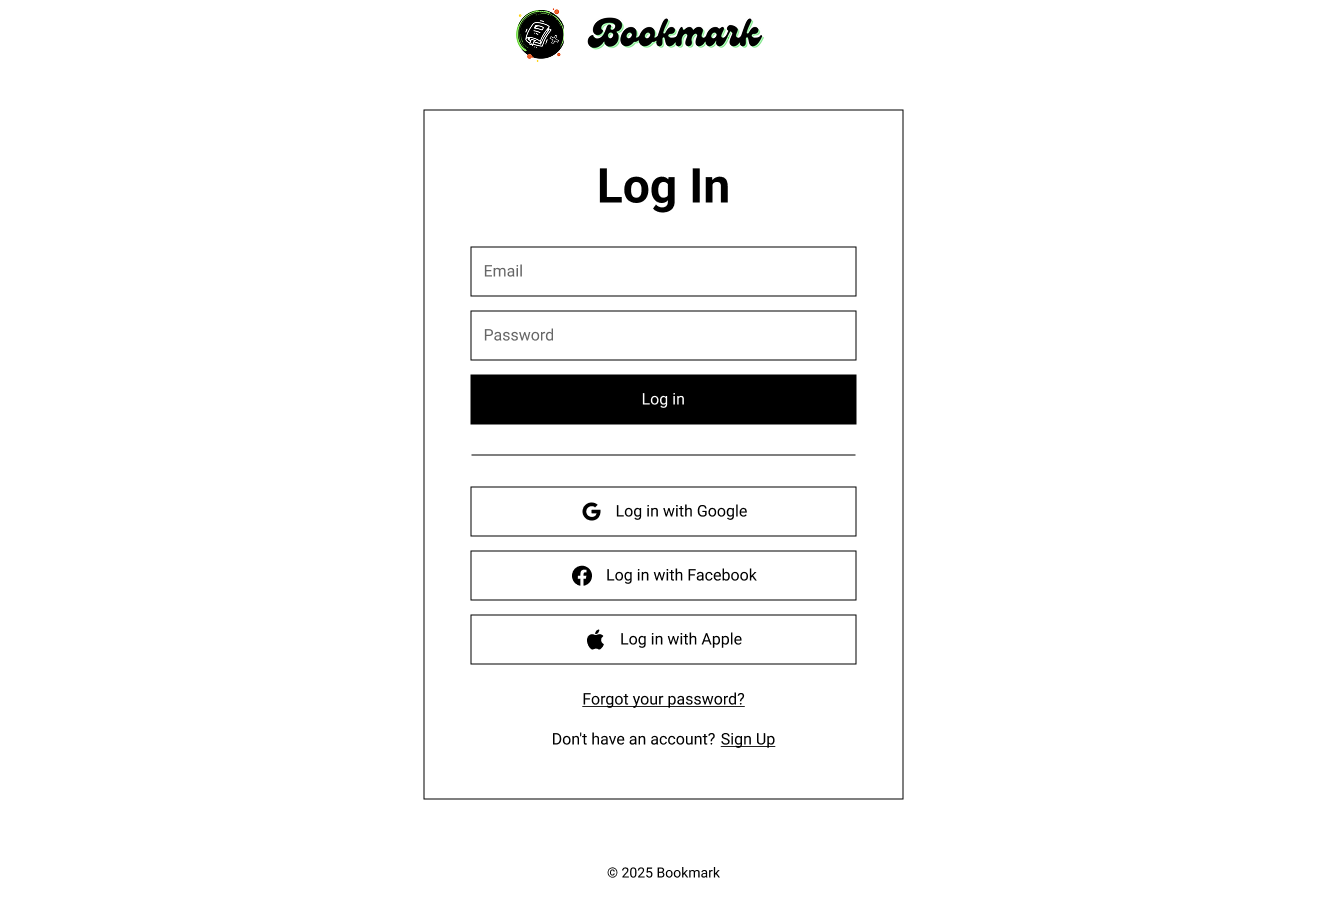 Bookmark
Log In
Email
Password
Log in
Log in with Google
Log in with Facebook
Log in with Apple
Forgot your password?
Don't have an account? Sign Up
© 2025 Bookmark